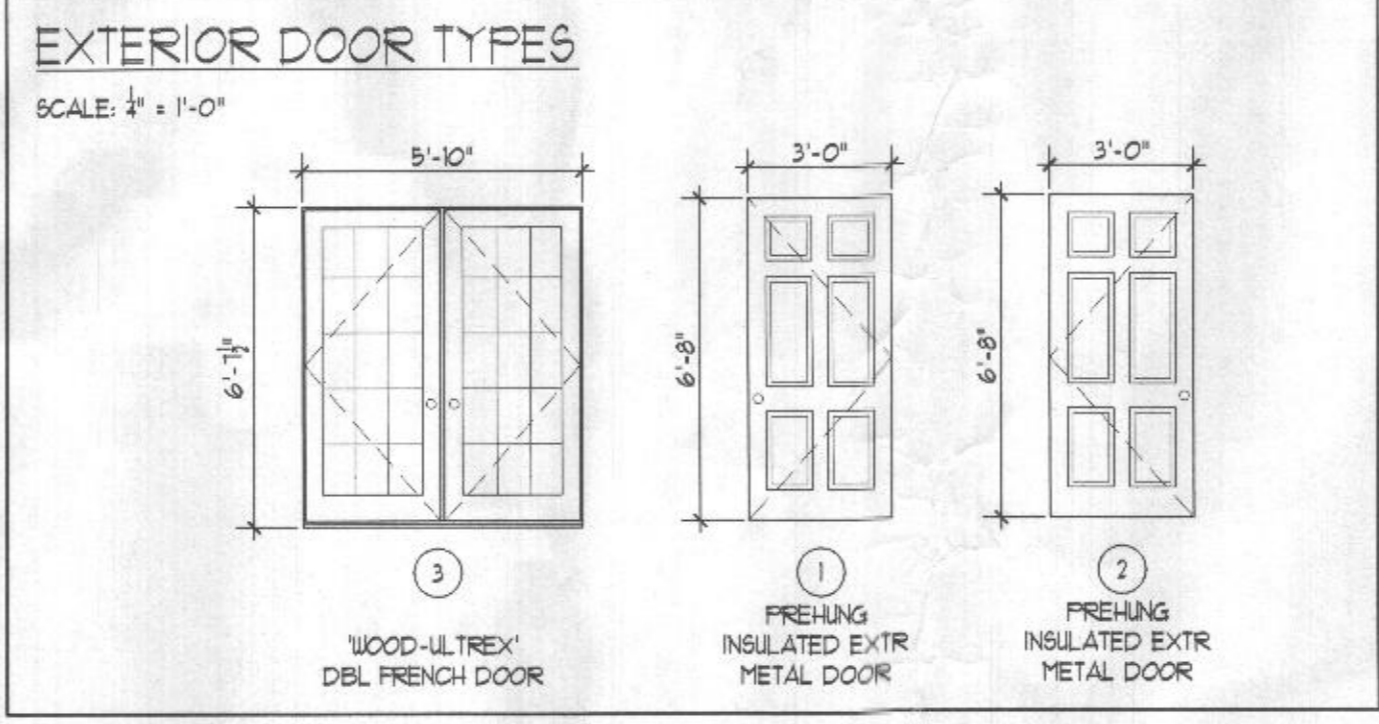 EXTERIOR DOOR TYPES
SCALE: ¼" = 1'-0"
5'-10"
3'-0"
3'-0"
6'-7½"
6'-8"
6'-8"
3
1
2
'WOOD-ULTREX'
DBL FRENCH DOOR
PREHUNG
INSULATED EXTR
METAL DOOR
PREHUNG
INSULATED EXTR
METAL DOOR